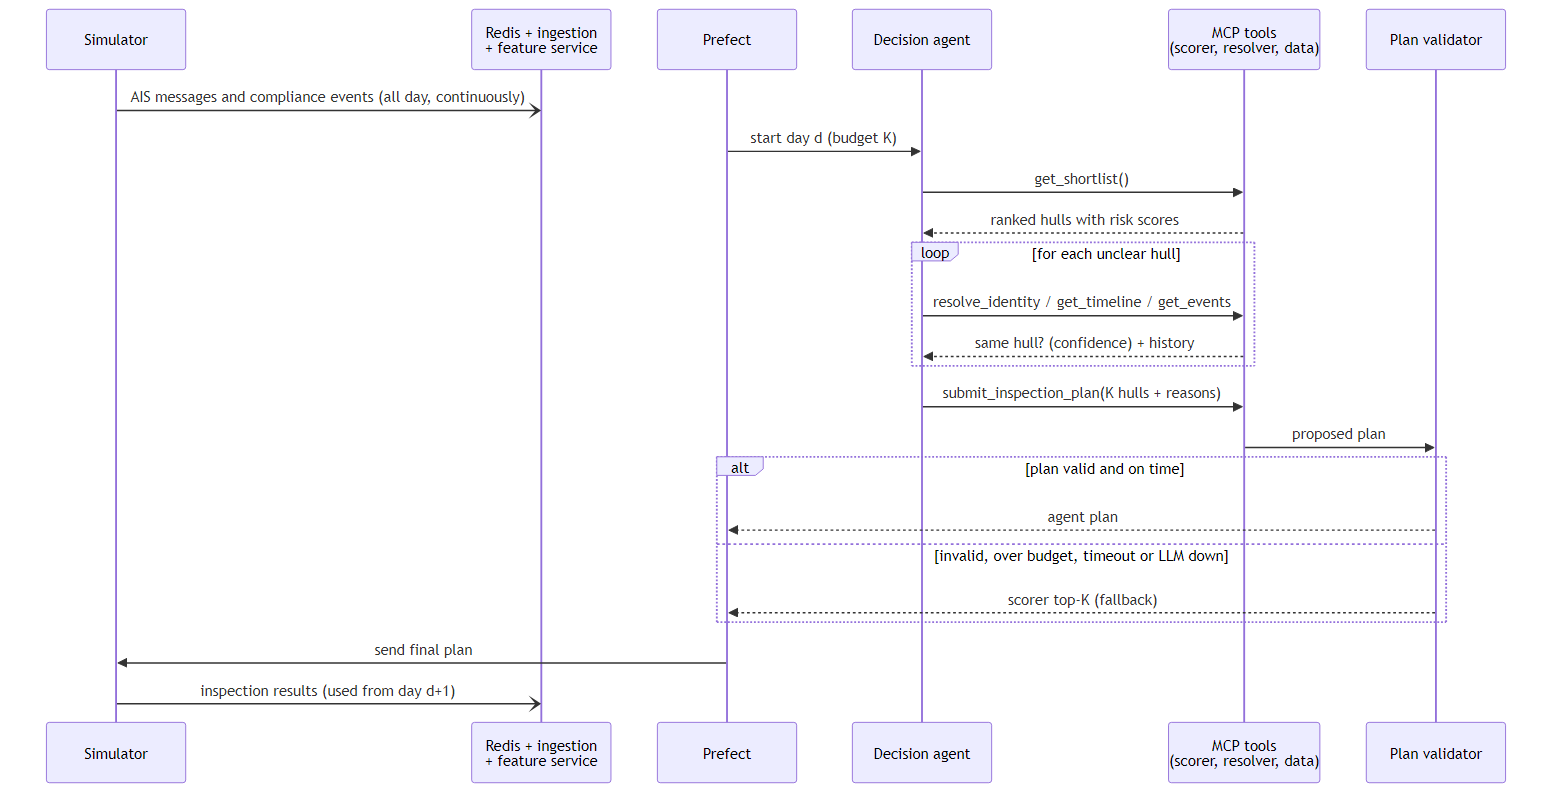 Simulator
Redis + ingestion
+ feature service
Prefect
Decision agent
MCP tools
(scorer, resolver, data)
Plan validator
AIS messages and compliance events (all day, continuously)
start day d (budget K)
get_shortlist()
ranked hulls with risk scores
loop
[for each unclear hull]
resolve_identity / get_timeline / get_events
same hull? (confidence) + history
submit_inspection_plan(K hulls + reasons)
proposed plan
alt
[plan valid and on time]
agent plan
[invalid, over budget, timeout or LLM down]
scorer top-K (fallback)
send final plan
inspection results (used from day d+1)
Simulator
Redis + ingestion
+ feature service
Prefect
Decision agent
MCP tools
(scorer, resolver, data)
Plan validator